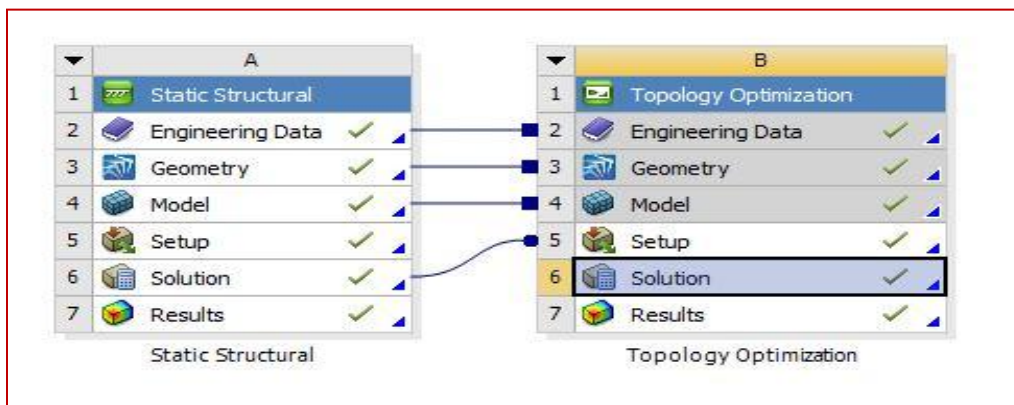 A
1 Static Structural
2 Engineering Data
3 Geometry
4 Model
5 Setup
6 Solution
7 Results
Static Structural
B
1 Topology Optimization
2 Engineering Data
3 Geometry
4 Model
5 Setup
6 Solution
7 Results
Topology Optimization